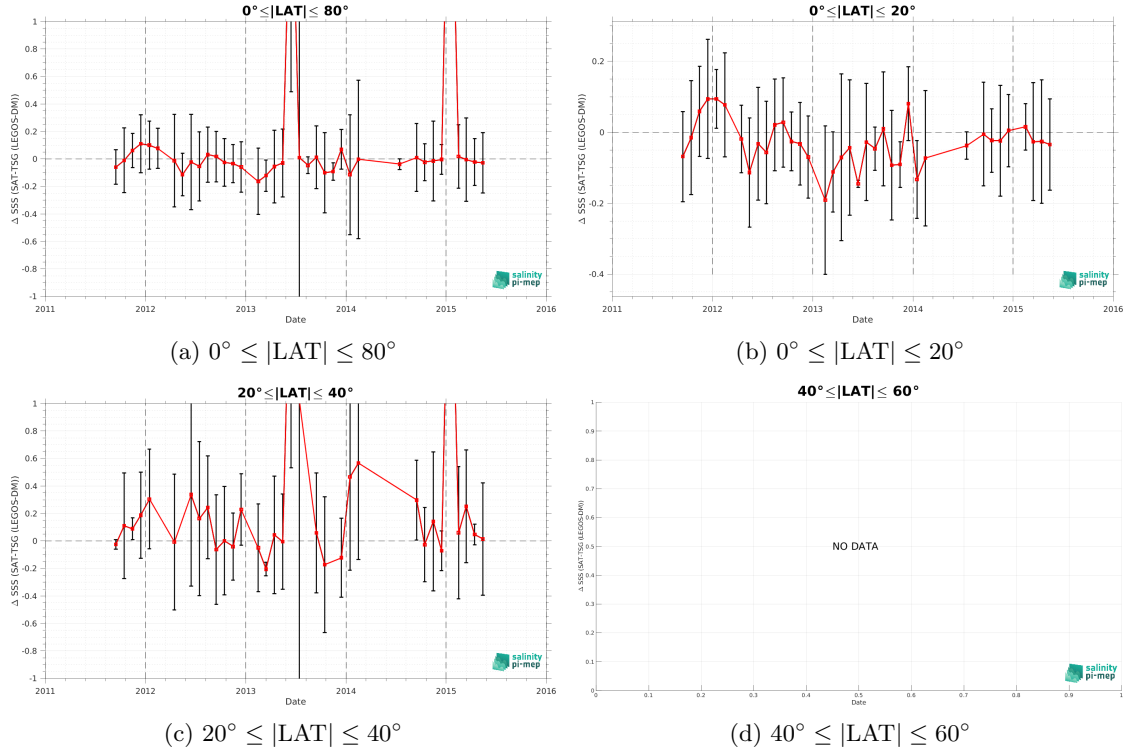 0°≤|LAT|≤ 80°
Δ SSS (SAT-TSG (LEGOS-DM))
1
0.8
0.6
0.4
0.2
0
-0.2
-0.4
-0.6
-0.8
-1
2011
2012
2013
2014
2015
2016
Date
salinity
pi-mep
(a) 0° ≤ |LAT| ≤ 80°
0°≤|LAT|≤ 20°
Δ SSS (SAT-TSG (LEGOS-DM))
0.2
0
-0.2
-0.4
2011
2012
2013
2014
2015
2016
Date
salinity
pi-mep
(b) 0° ≤ |LAT| ≤ 20°
20°≤|LAT|≤ 40°
Δ SSS (SAT-TSG (LEGOS-DM))
1
0.8
0.6
0.4
0.2
0
-0.2
-0.4
-0.6
-0.8
-1
2011
2012
2013
2014
2015
2016
Date
salinity
pi-mep
(c) 20° ≤ |LAT| ≤ 40°
40°≤|LAT|≤ 60°
Δ SSS (SAT-TSG (LEGOS-DM))
1
0.9
0.8
0.7
0.6
0.5
0.4
0.3
0.2
0.1
0
NO DATA
0
0.1
0.2
0.3
0.4
0.5
0.6
0.7
0.8
0.9
1
Date
salinity
pi-mep
(d) 40° ≤ |LAT| ≤ 60°